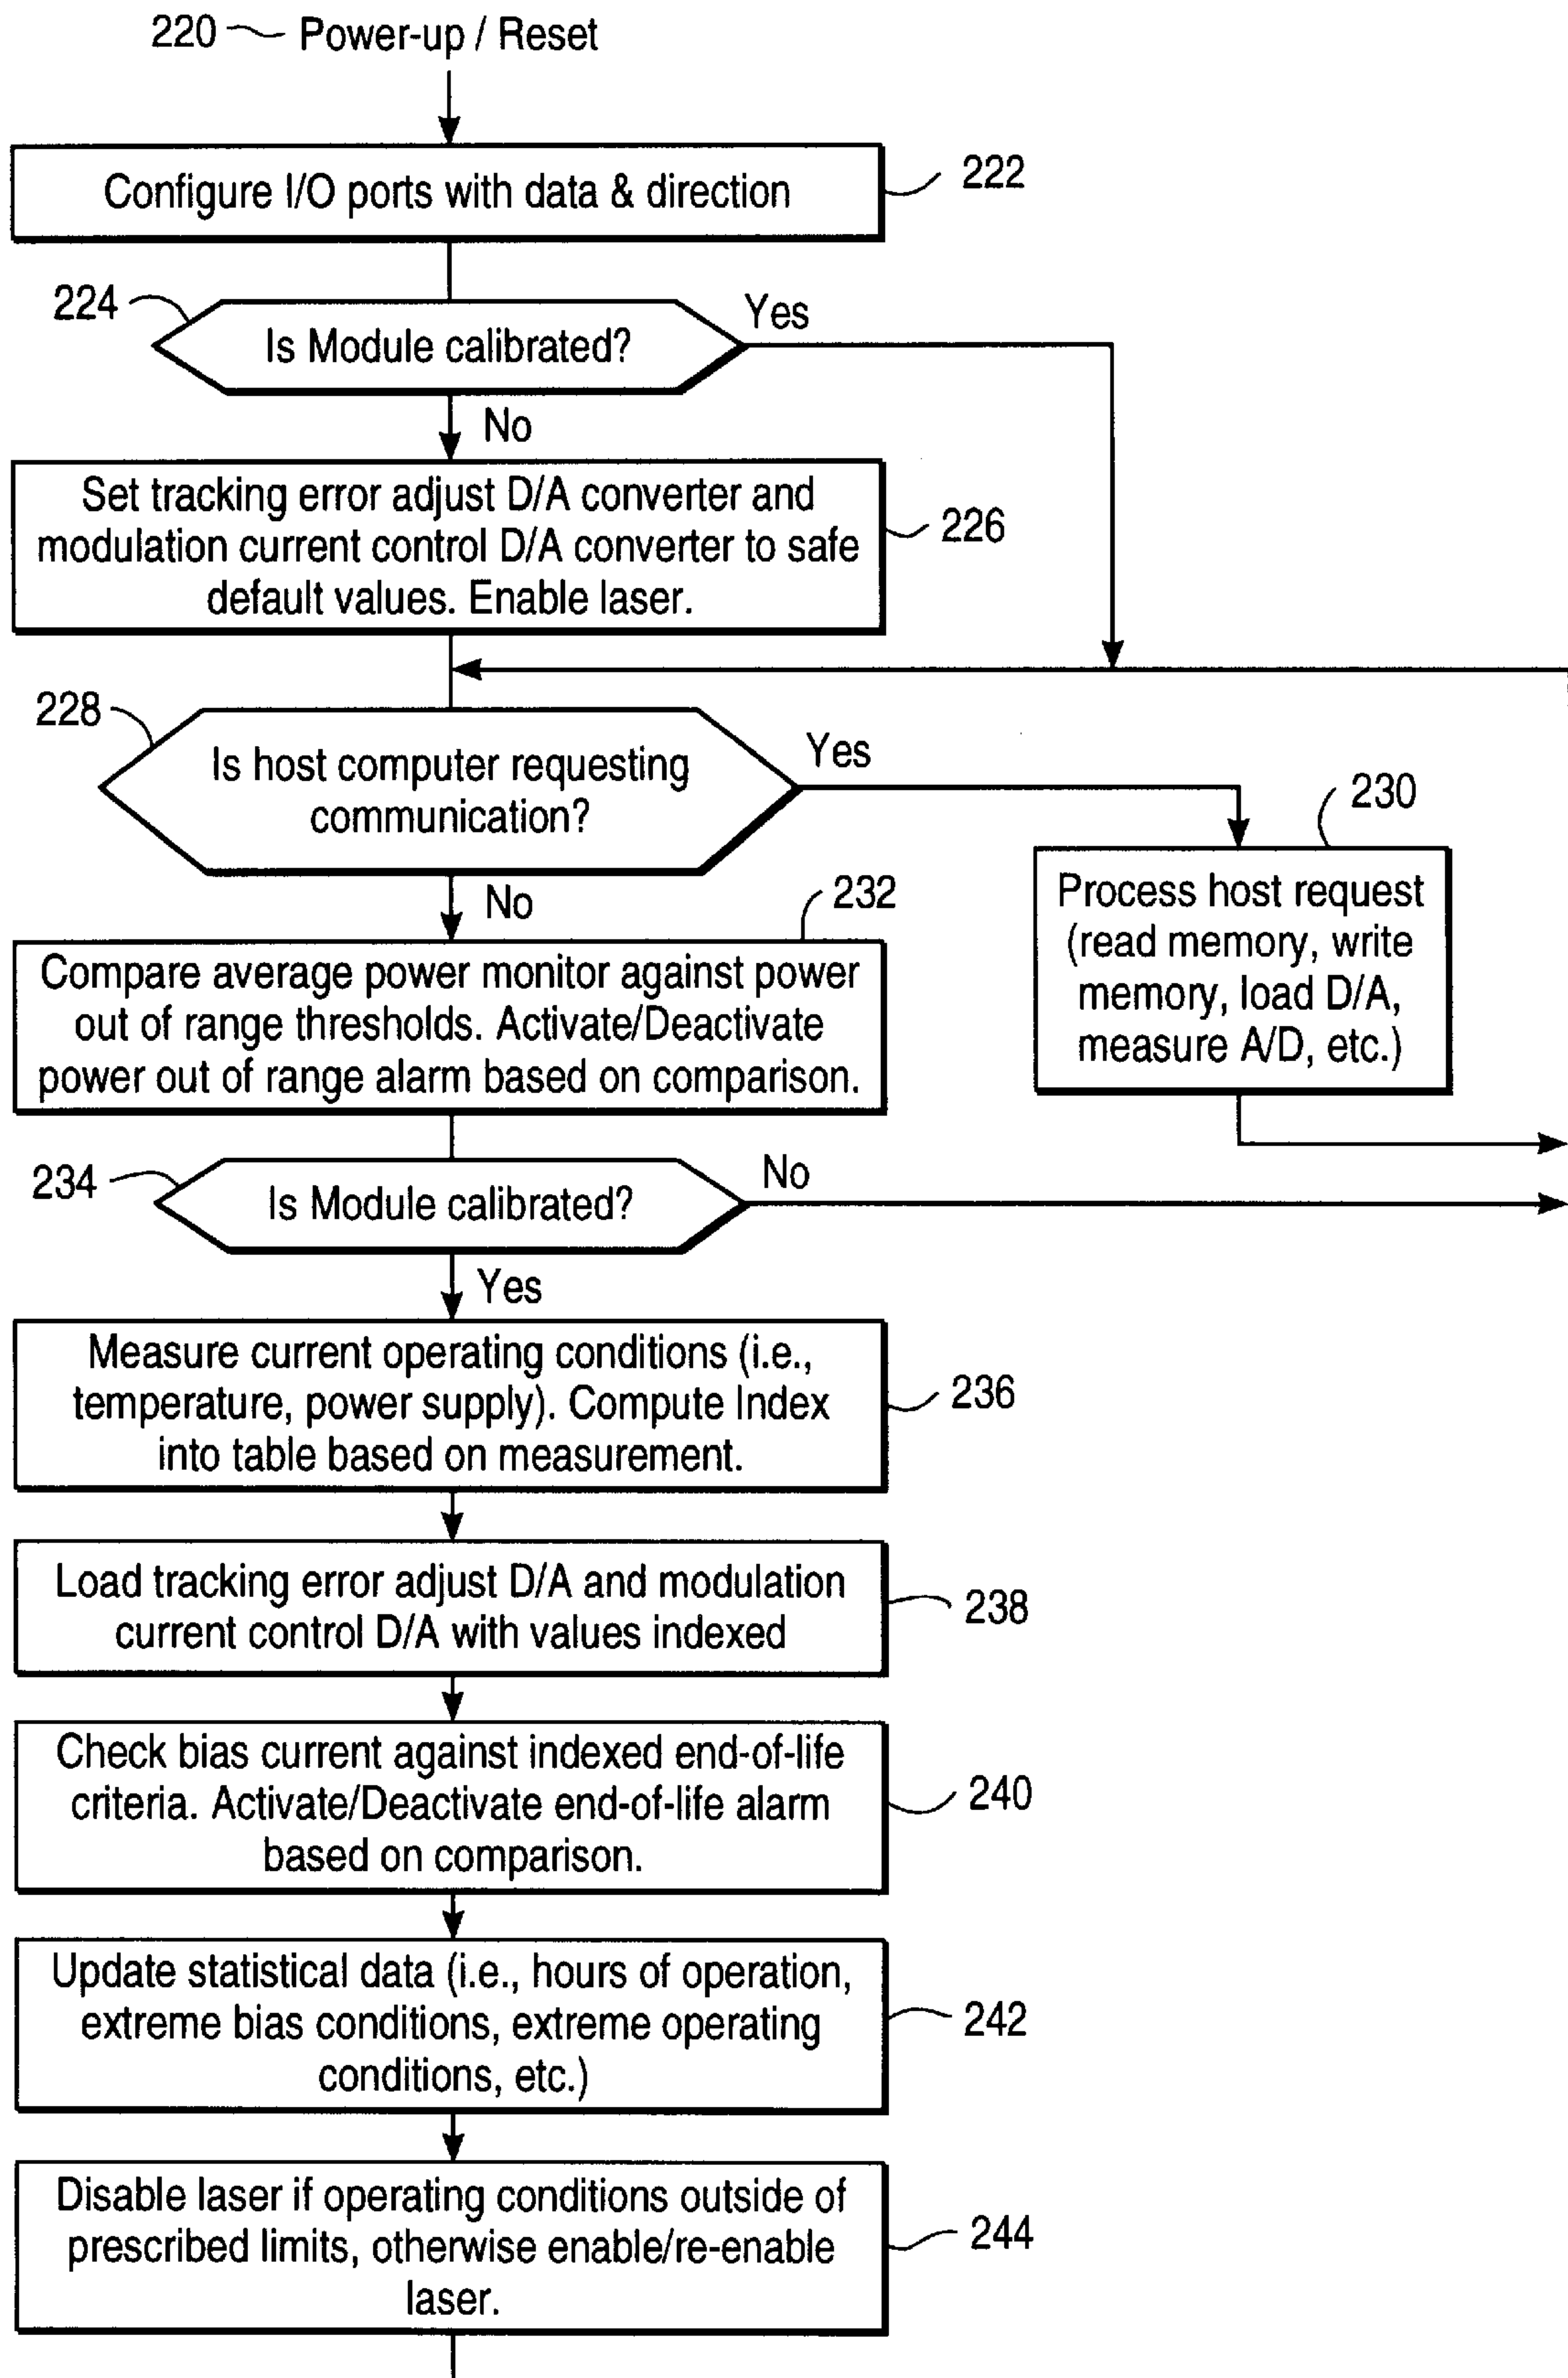 220 Power-up / Reset
Configure I/O ports with data & direction
222
224
Is Module calibrated?
Yes
No
Set tracking error adjust D/A converter and
modulation current control D/A converter to safe
default values. Enable laser.
226
228
Is host computer requesting
communication?
Yes
230
Process host request
(read memory, write
memory, load D/A,
measure A/D, etc.)
No
232
Compare average power monitor against power
out of range thresholds. Activate/Deactivate
power out of range alarm based on comparison.
234
Is Module calibrated?
No
Yes
Measure current operating conditions (i.e.,
temperature, power supply). Compute Index
into table based on measurement.
236
Load tracking error adjust D/A and modulation
current control D/A with values indexed
238
Check bias current against indexed end-of-life
criteria. Activate/Deactivate end-of-life alarm
based on comparison.
240
Update statistical data (i.e., hours of operation,
extreme bias conditions, extreme operating
conditions, etc.)
242
Disable laser if operating conditions outside of
prescribed limits, otherwise enable/re-enable
laser.
244